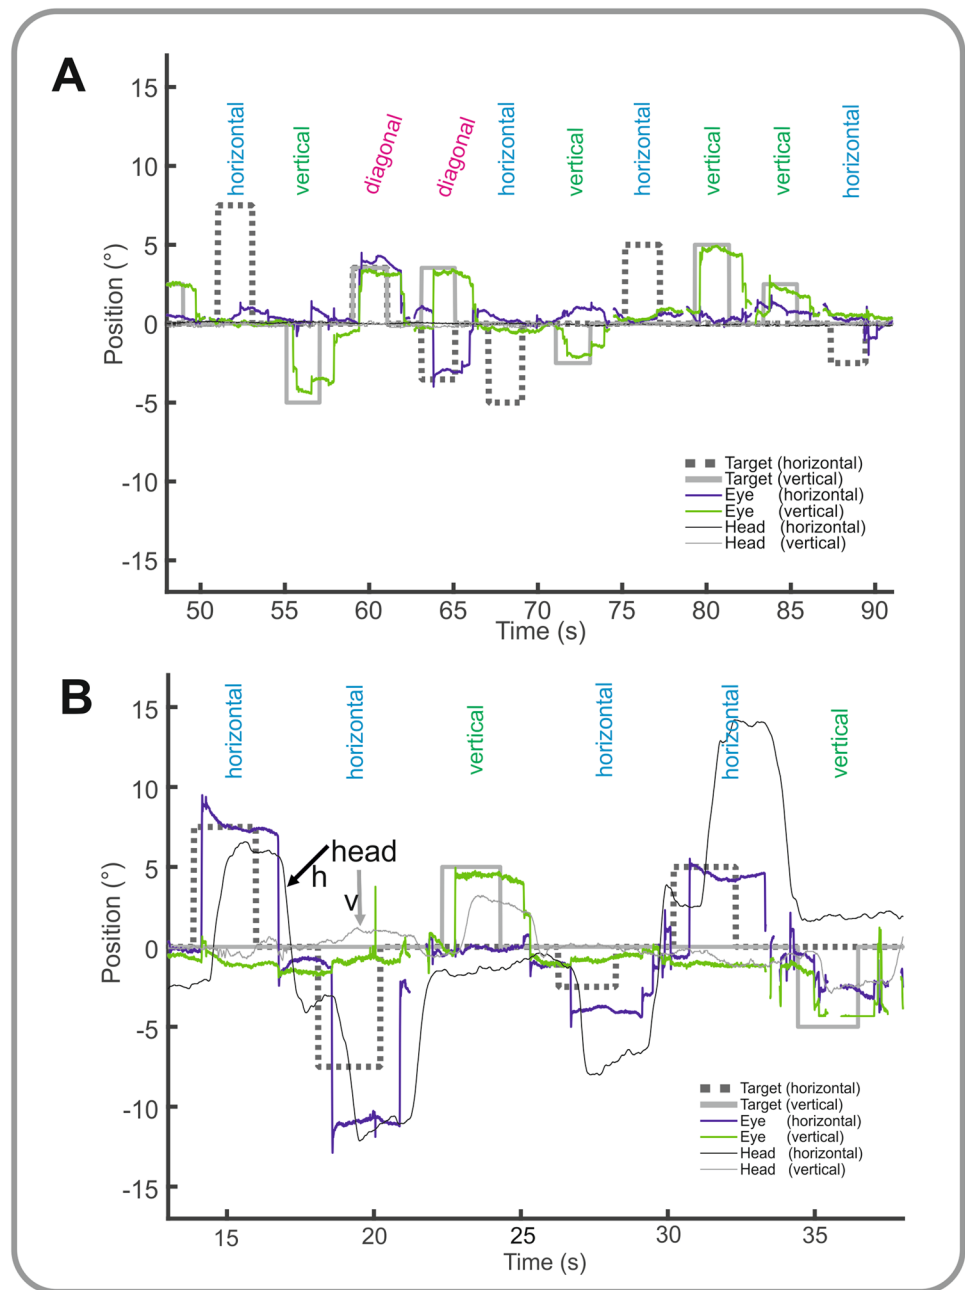 A
15
10
5
0
-5
-10
-15
Position (°)
horizontal
vertical
diagonal
diagonal
horizontal
vertical
horizontal
vertical
vertical
horizontal
Target (horizontal)
Target (vertical)
Eye (horizontal)
Eye (vertical)
Head (horizontal)
Head (vertical)
50 55 60 65 70 75 80 85 90
Time (s)
B
15
10
5
0
-5
-10
-15
Position (°)
horizontal
horizontal
vertical
horizontal
horizontal
vertical
head
h
v
Target (horizontal)
Target (vertical)
Eye (horizontal)
Eye (vertical)
Head (horizontal)
Head (vertical)
15 20 25 30 35
Time (s)